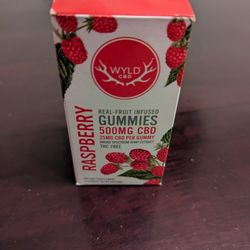 WYLD
CBD
RASPBERRY
REAL-FRUIT INFUSED
GUMMIES
500MG CBD
25MG CBD PER GUMMY
BROAD SPECTRUM HEMP EXTRACT
THC FREE